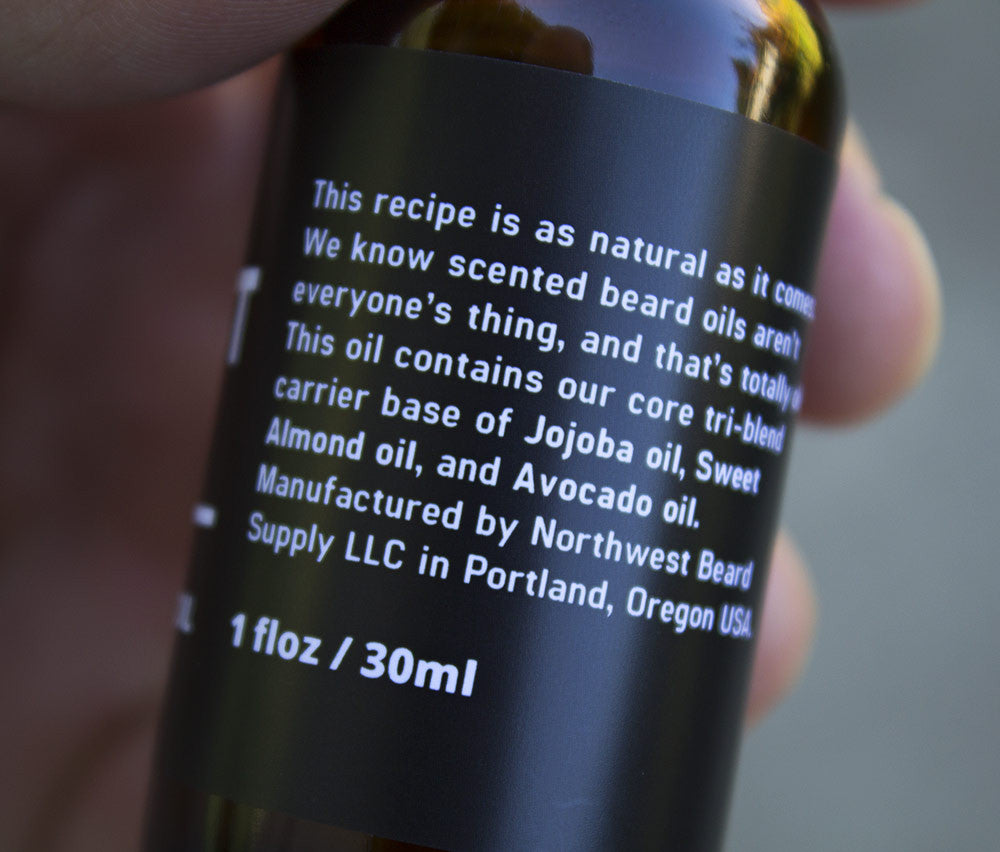 This recipe is as natural as it comes
We know scented beard oils aren't
everyone's thing, and that's totally
This oil contains our core tri-blend
carrier base of Jojoba oil, Sweet
Almond oil, and Avocado oil.
Manufactured by Northwest Beard
Supply LLC in Portland, Oregon USA.
1 floz / 30ml